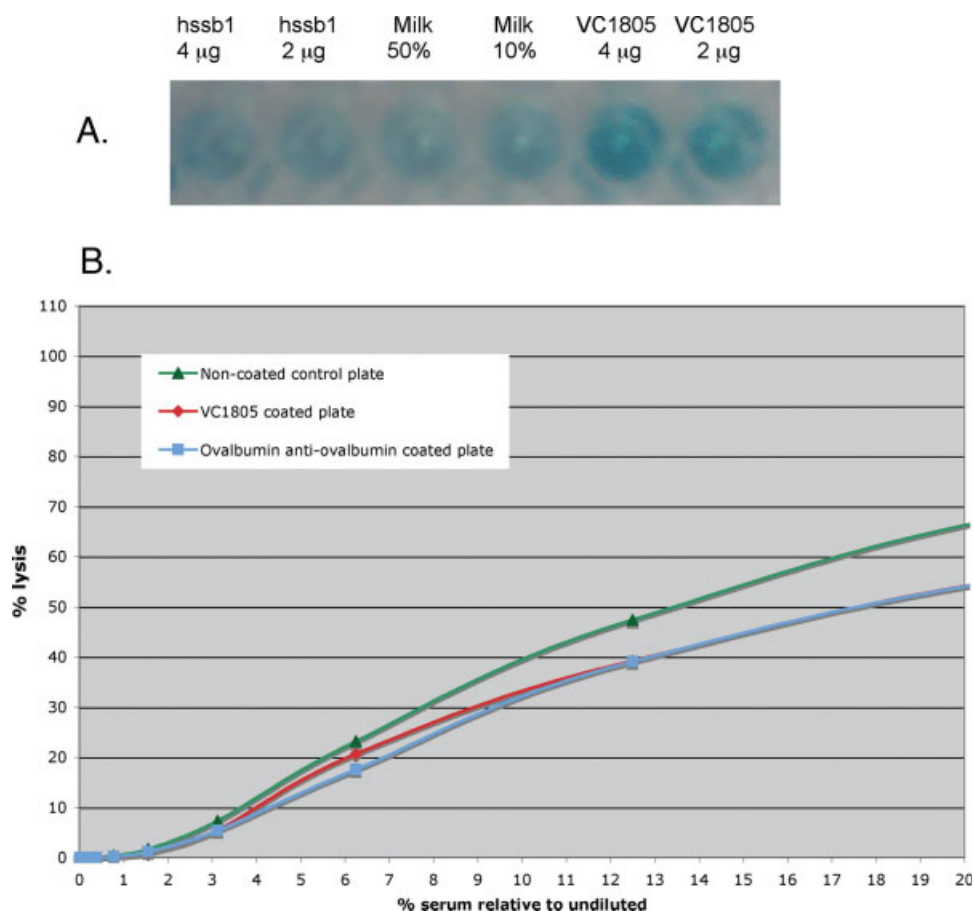 hssb1 hssb1 Milk Milk VC1805 VC1805
4 µg 2 µg 50% 10% 4 µg 2 µg
A.
B.
110
100
90
80
70
60
50
40
30
20
10
0
% lysis
Non-coated control plate
VC1805 coated plate
Ovalbumin anti-ovalbumin coated plate
0 1 2 3 4 5 6 7 8 9 10 11 12 13 14 15 16 17 18 19 20
% serum relative to undiluted